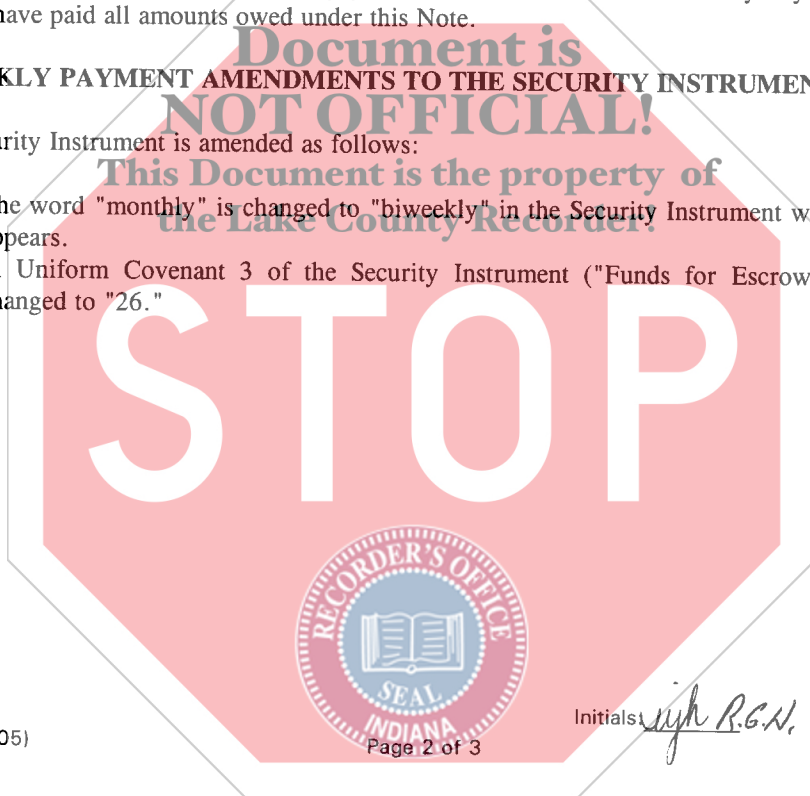 have paid all amounts owed under this Note.
Document is
KLY PAYMENT AMENDMENTS TO THE SECURITY INSTRUMEN
NOT OFFICIAL!
urity Instrument is amended as follows:
This Document is the property of
he word "monthly" is changed to "biweekly" in the Security Instrument w
the Lake County Recorder!
ppears.
Uniform Covenant 3 of the Security Instrument ("Funds for Escrow
anged to "26."
STOP
RECORDER'S OFFICE
SEAL
INDIANA
Initials: R.G.N.
05)
Page 2 of 3